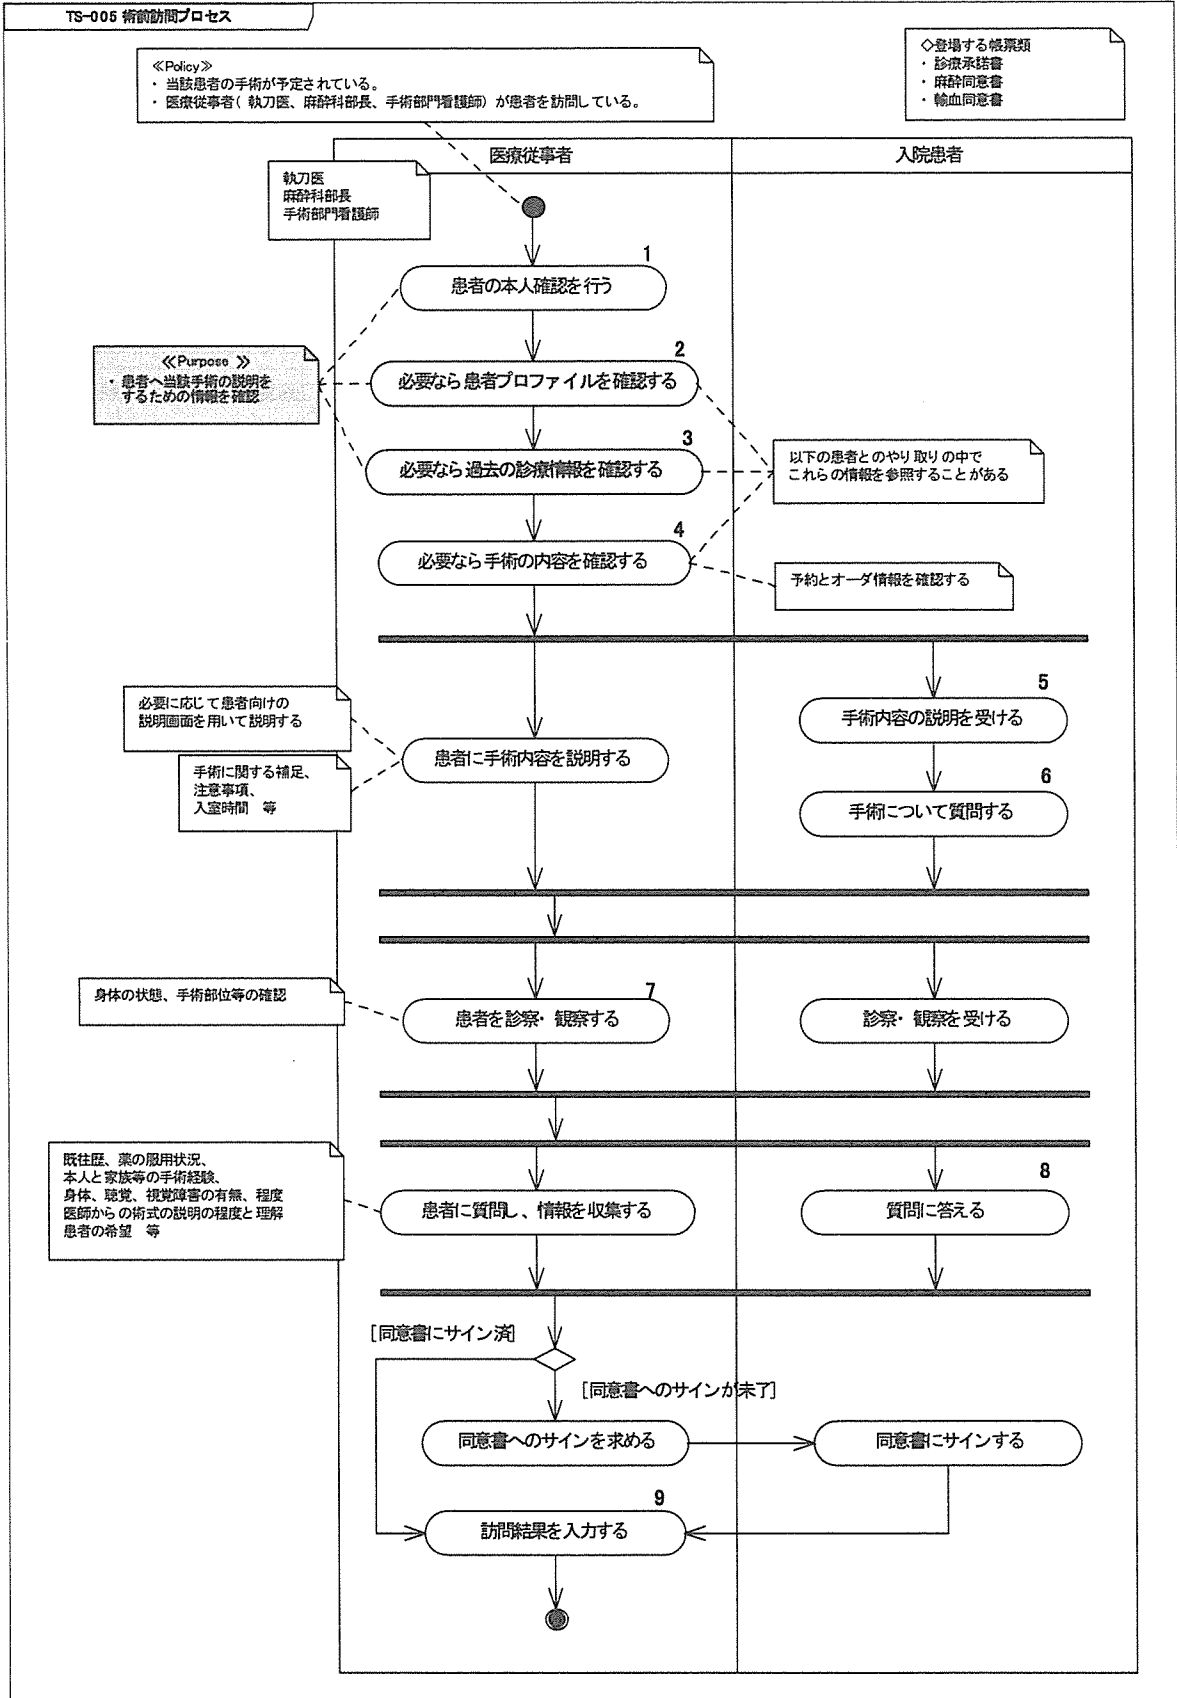 TS-005 術前訪問プロセス
≪Policy≫
・ 当該患者の手術が予定されている。
・ 医療従事者( 執刀医、麻酔科部長、手術部門看護師) が患者を訪問している。
◇登場する帳票類
・ 診療承諾書
・ 麻酔同意書
・ 輸血同意書
医療従事者
入院患者
執刀医
麻酔科部長
手術部門看護師
1
患者の本人確認を行う
≪Purpose ≫
・ 患者へ当該手術の説明を
するための情報を確認
2
必要なら患者プロファイルを確認する
3
必要なら過去の診療情報を確認する
以下の患者とのやり取りの中で
これらの情報を参照することがある
4
必要なら手術の内容を確認する
予約とオーダ情報を確認する
必要に応じて患者向けの
説明画面を用いて説明する
5
手術内容の説明を受ける
患者に手術内容を説明する
手術に関する補足、
注意事項、
入室時間　等
6
手術について質問する
身体の状態、手術部位等の確認
7
患者を診察・観察する
診察・観察を受ける
既往歴、薬の服用状況、
本人と家族等の手術経験、
身体、聴覚、視覚障害の有無、程度
医師からの術式の説明の程度と理解
患者の希望　等
患者に質問し、情報を収集する
8
質問に答える
[同意書にサイン済]
[同意書へのサインが未了]
同意書へのサインを求める
同意書にサインする
9
訪問結果を入力する